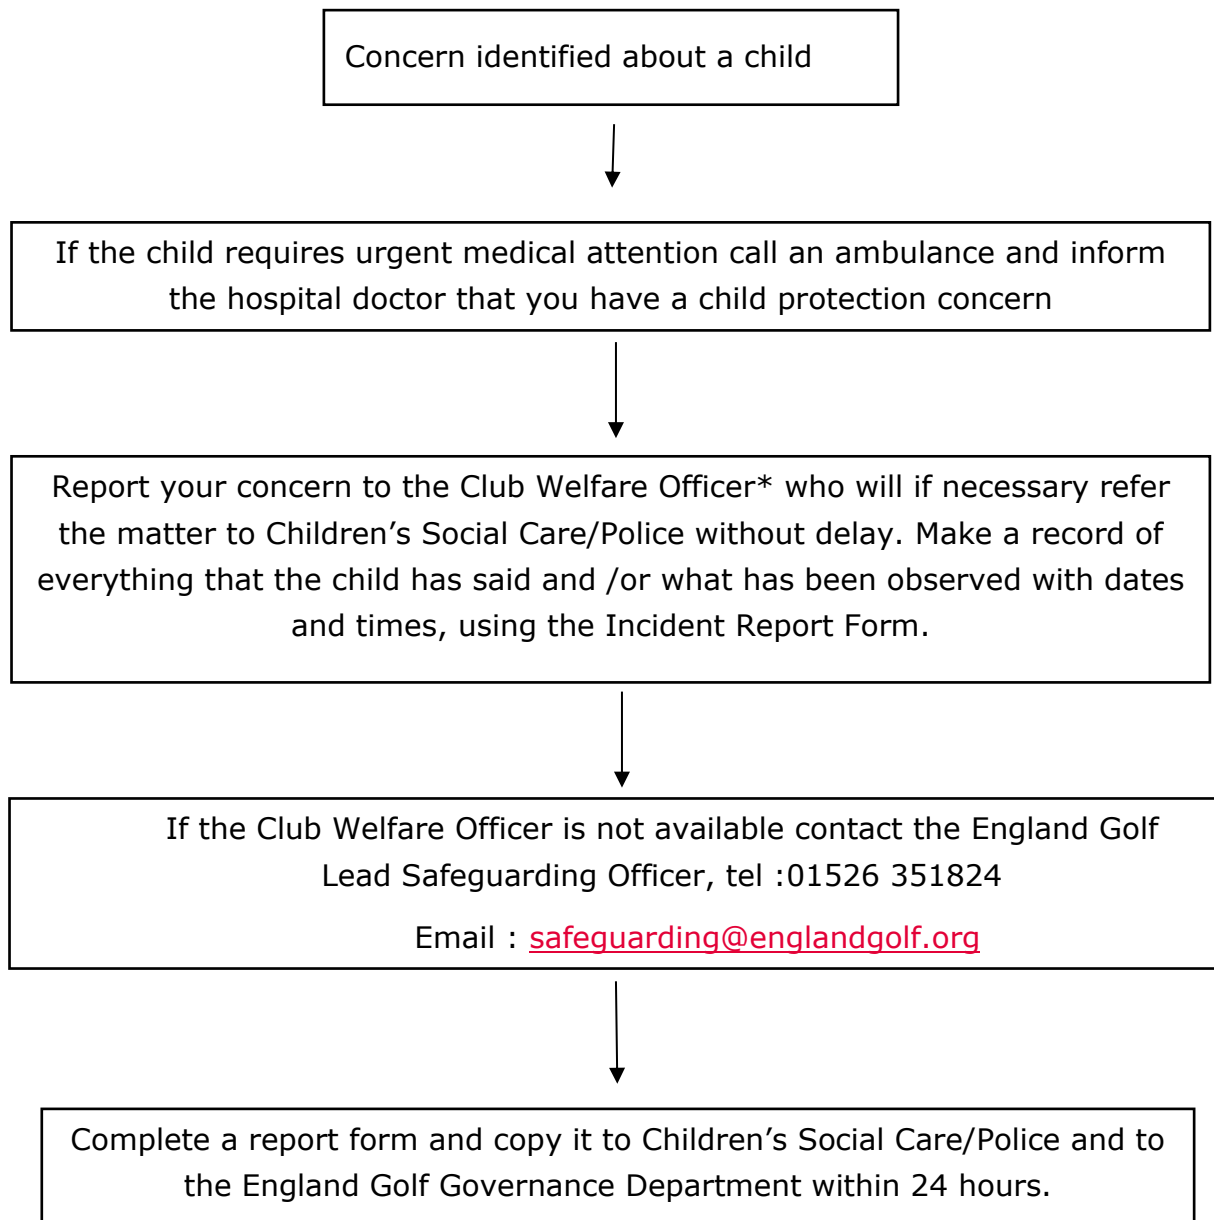 Concern identified about a child
If the child requires urgent medical attention call an ambulance and inform
the hospital doctor that you have a child protection concern
Report your concern to the Club Welfare Officer* who will if necessary refer
the matter to Children’s Social Care/Police without delay. Make a record of
everything that the child has said and /or what has been observed with dates
and times, using the Incident Report Form.
If the Club Welfare Officer is not available contact the England Golf
Lead Safeguarding Officer, tel :01526 351824
Email : safeguarding@englandgolf.org
Complete a report form and copy it to Children’s Social Care/Police and to
the England Golf Governance Department within 24 hours.